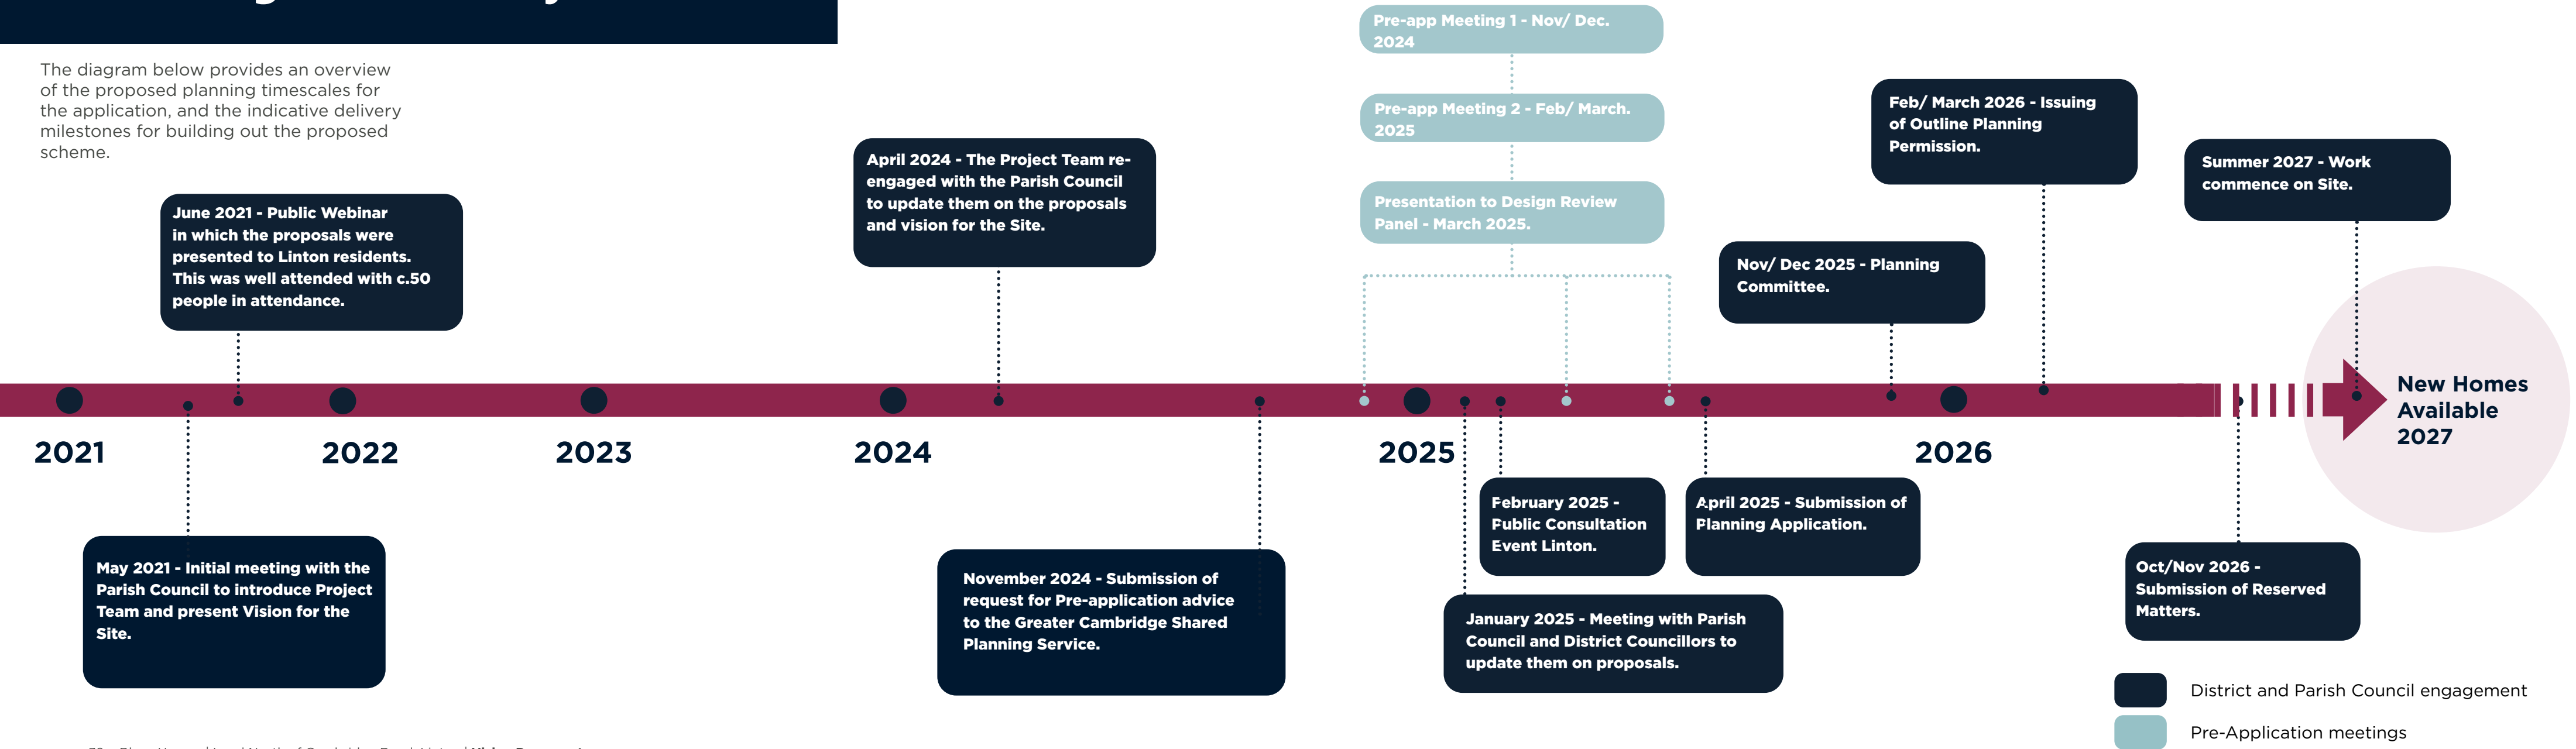 The diagram below provides an overview
of the proposed planning timescales for
the application, and the indicative delivery
milestones for building out the proposed
scheme.
June 2021 - Public Webinar
in which the proposals were
presented to Linton residents.
This was well attended with c.50
people in attendance.
April 2024 - The Project Team re-
engaged with the Parish Council
to update them on the proposals
and vision for the Site.
Pre-app Meeting 1 - Nov/ Dec.
2024
Pre-app Meeting 2 - Feb/ March.
2025
Presentation to Design Review
Panel - March 2025.
Nov/ Dec 2025 - Planning
Committee.
Feb/ March 2026 - Issuing
of Outline Planning
Permission.
Summer 2027 - Work
commence on Site.
2021
2022
2023
2024
2025
2026
New Homes
Available
2027
May 2021 - Initial meeting with the
Parish Council to introduce Project
Team and present Vision for the
Site.
November 2024 - Submission of
request for Pre-application advice
to the Greater Cambridge Shared
Planning Service.
February 2025 -
Public Consultation
Event Linton.
April 2025 - Submission of
Planning Application.
January 2025 - Meeting with Parish
Council and District Councillors to
update them on proposals.
Oct/Nov 2026 -
Submission of Reserved
Matters.
District and Parish Council engagement
Pre-Application meetings